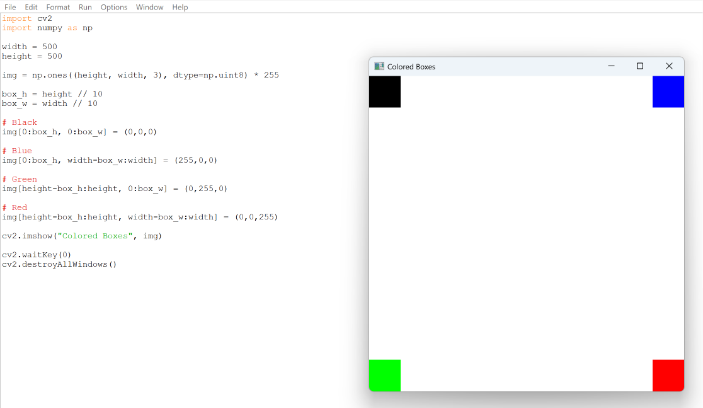 File Edit Format Run Options Window Help
import cv2
import numpy as np
width = 500
height = 500
img = np.ones((height, width, 3), dtype=np.uint8) * 255
box_h = height // 10
box_w = width // 10
# Black
img[0:box_h, 0:box_w] = (0,0,0)
# Blue
img[0:box_h, width-box_w:width] = (255,0,0)
# Green
img[height-box_h:height, 0:box_w] = (0,255,0)
# Red
img[height-box_h:height, width-box_w:width] = (0,0,255)
cv2.imshow("Colored Boxes", img)
cv2.waitKey(0)
cv2.destroyAllWindows()
Colored Boxes